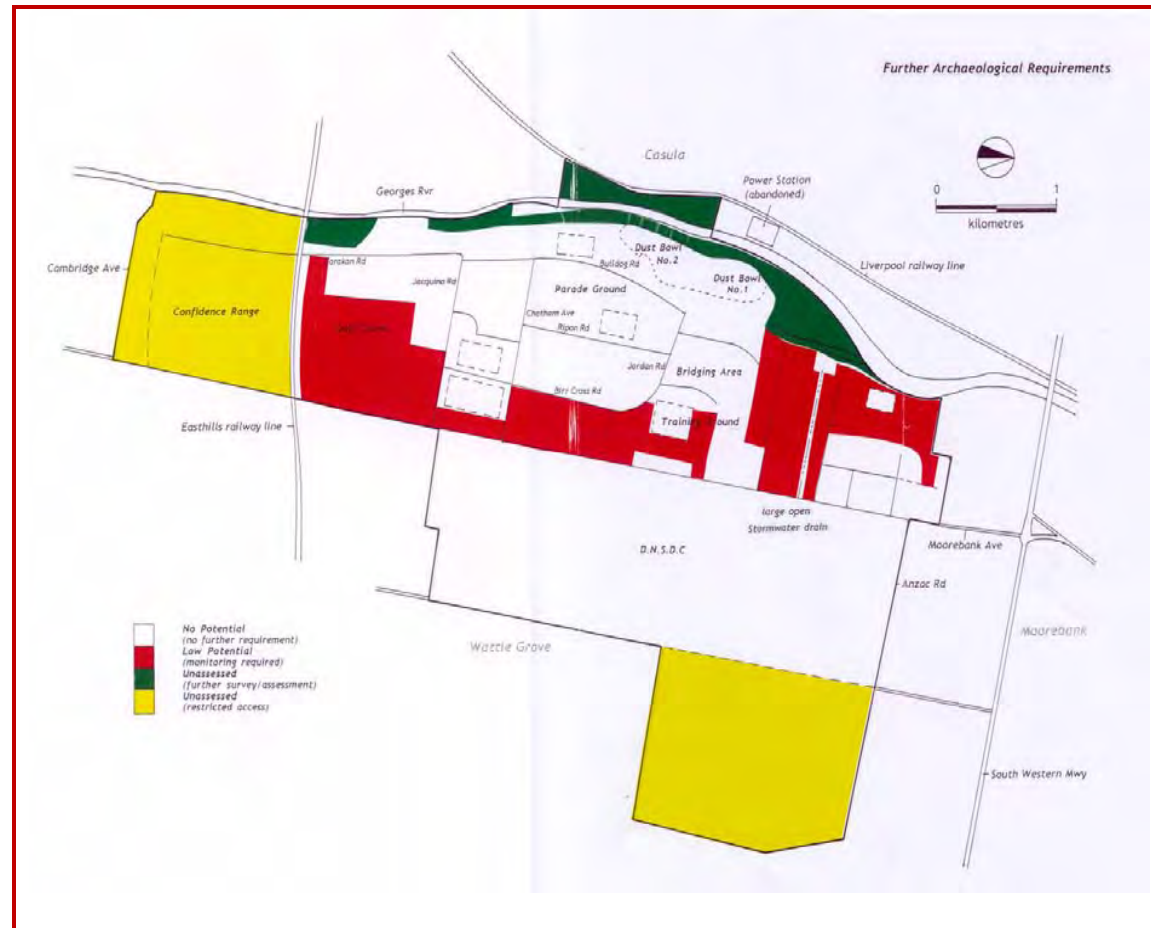 Further Archaeological Requirements
Casula
Power Station
(abandoned)
0 1
kilometres
Georges Rvr
Liverpool railway line
Dust Bowl
No.2
Buldog Rd
Dust Bowl
No.1
Cambridge Ave
Jacquina Rd
Parade Ground
Confidence Range
Chatham Ave
Ripon Rd
Jordan Rd
Bridging Area
Birr Cross Rd
Training Ground
Easthills railway line
large open
Stormwater drain
Moorebank Ave
D.N.S.D.C
Anzac Rd
Moorebank
Wattle Grove
No Potential
(no further requirement)
Low Potential
(monitoring required)
Unassessed
(further survey/assessment)
Unassessed
(restricted access)
South Western Mwy